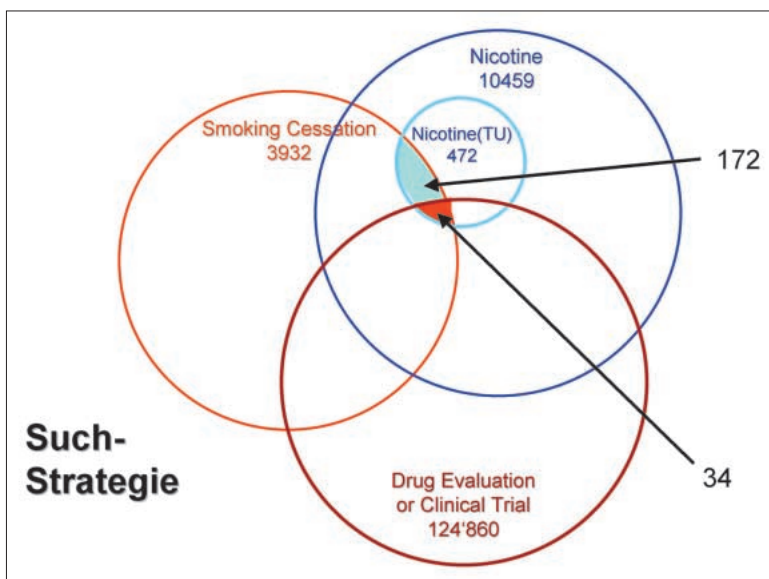 Nicotine
10459
Smoking Cessation
3932
Nicotine(TU)
472
172
Such-
Strategie
Drug Evaluation
or Clinical Trial
124'860
34